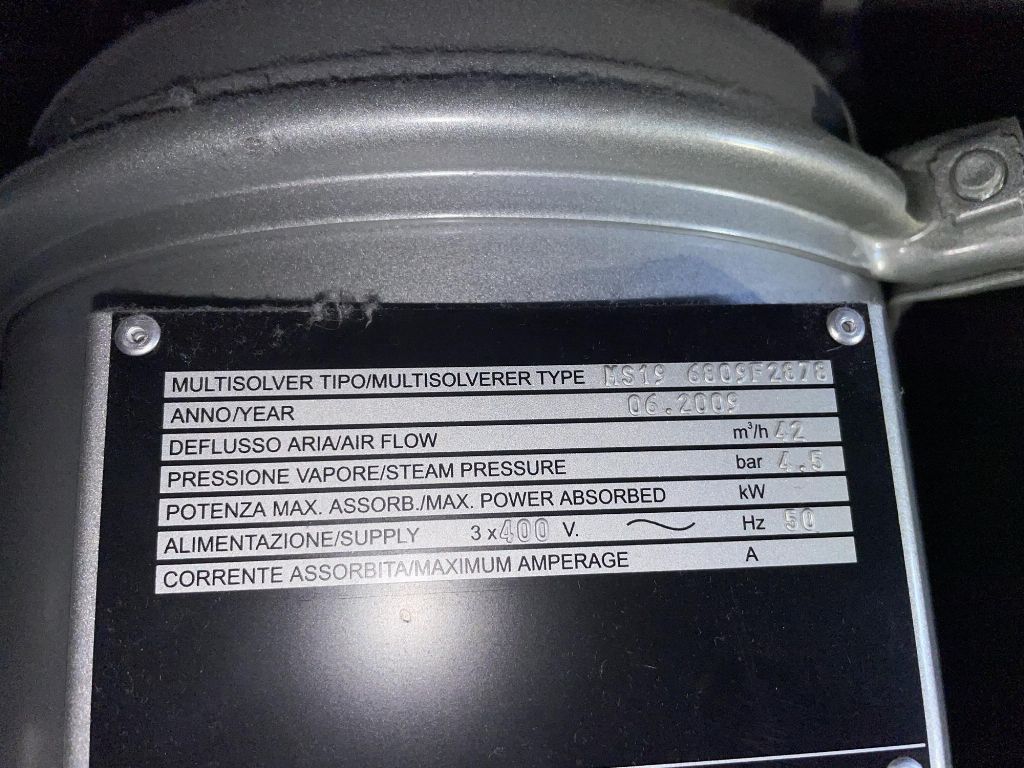 MULTISOLVER TIPO/MULTISOLVERER TYPE MS19 6809F2878
ANNO/YEAR 06.2009
DEFLUSSO ARIA/AIR FLOW m³/h 42
PRESSIONE VAPORE/STEAM PRESSURE bar 4.5
POTENZA MAX. ASSORB./MAX. POWER ABSORBED kW
ALIMENTAZIONE/SUPPLY 3 x 400 V. Hz 50
CORRENTE ASSORBITA/MAXIMUM AMPERAGE A